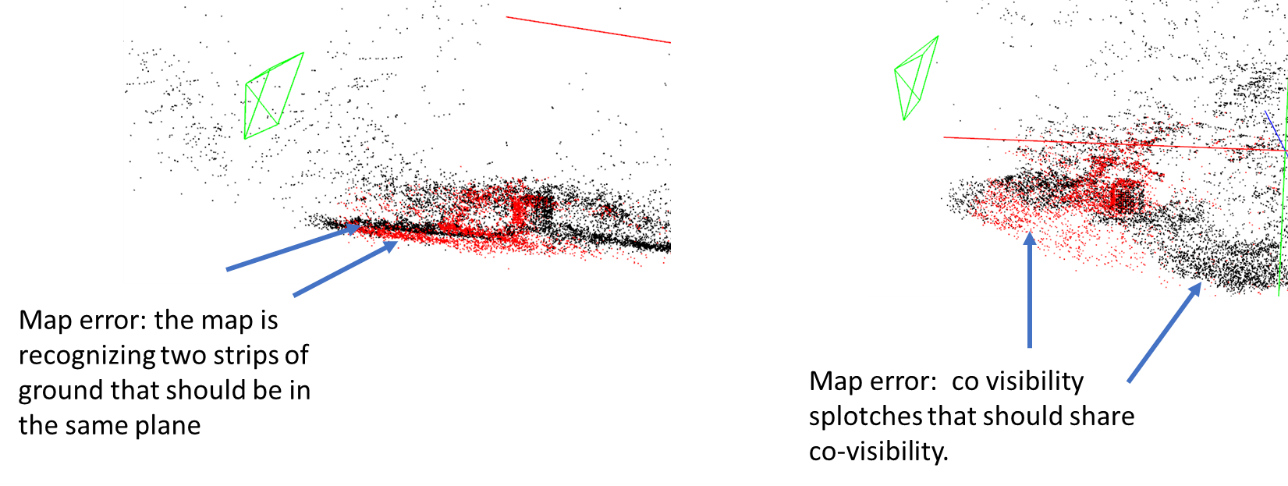 Map error: the map is
recognizing two strips of
ground that should be in
the same plane
Map error:  co visibility
splotches that should share
co-visibility.